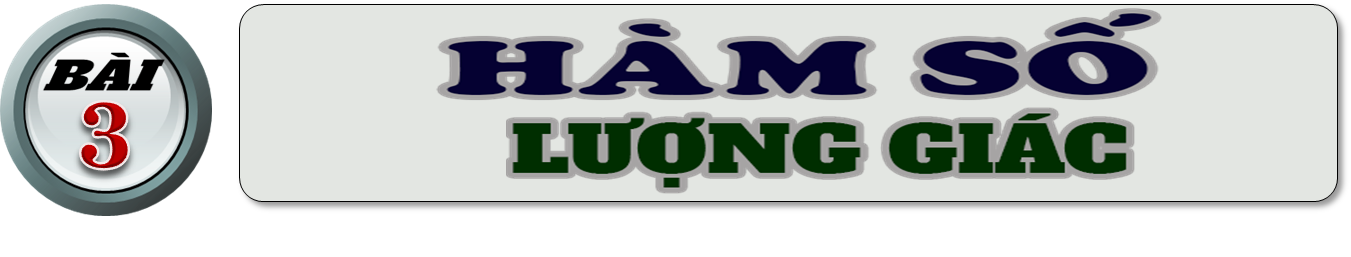 BÀI
3
HÀM SỐ
LƯỢNG GIÁC